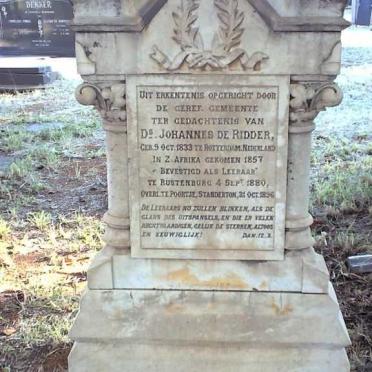 DEKKER
UIT ERKENTENIS OPGERICHT DOOR
DE GEREF. GEMEENTE
TER GEDACHTENIS VAN
DS. JOHANNES DE RIDDER,
GEB. 9 OCT. 1833 TE ROTTERDAM, NEDERLAND
IN Z. AFRIKA GEKOMEN 1857
BEVESTIGD ALS LEERAAR
TE RUSTENBURG 4 SEPT. 1880,
OVERL. TE POORTJE, STANDERTON, 21 OCT. 1896
DE LEERAARS NU ZULLEN BLINKEN, ALS DE
GLANS DES UITSPANSELS, EN DIE ER VELEN
RECHTVAARDIGEN, GELIJK DE STERREN, ALTOOS
EN EEUWIGLIJK! DAN. 12.3.